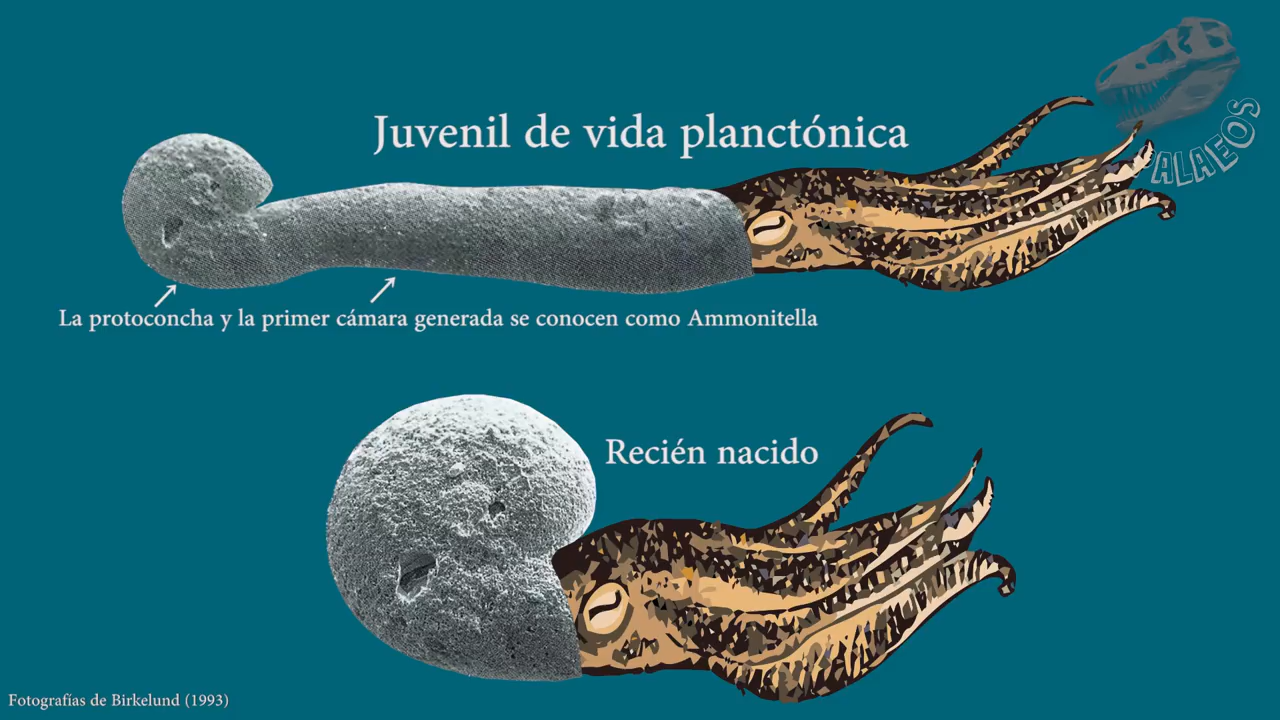 Juvenil de vida planctónica
ALAEOS
La protoconcha y la primer cámara generada se conocen como Ammonitella
Recién nacido
Fotografías de Birkelund (1993)